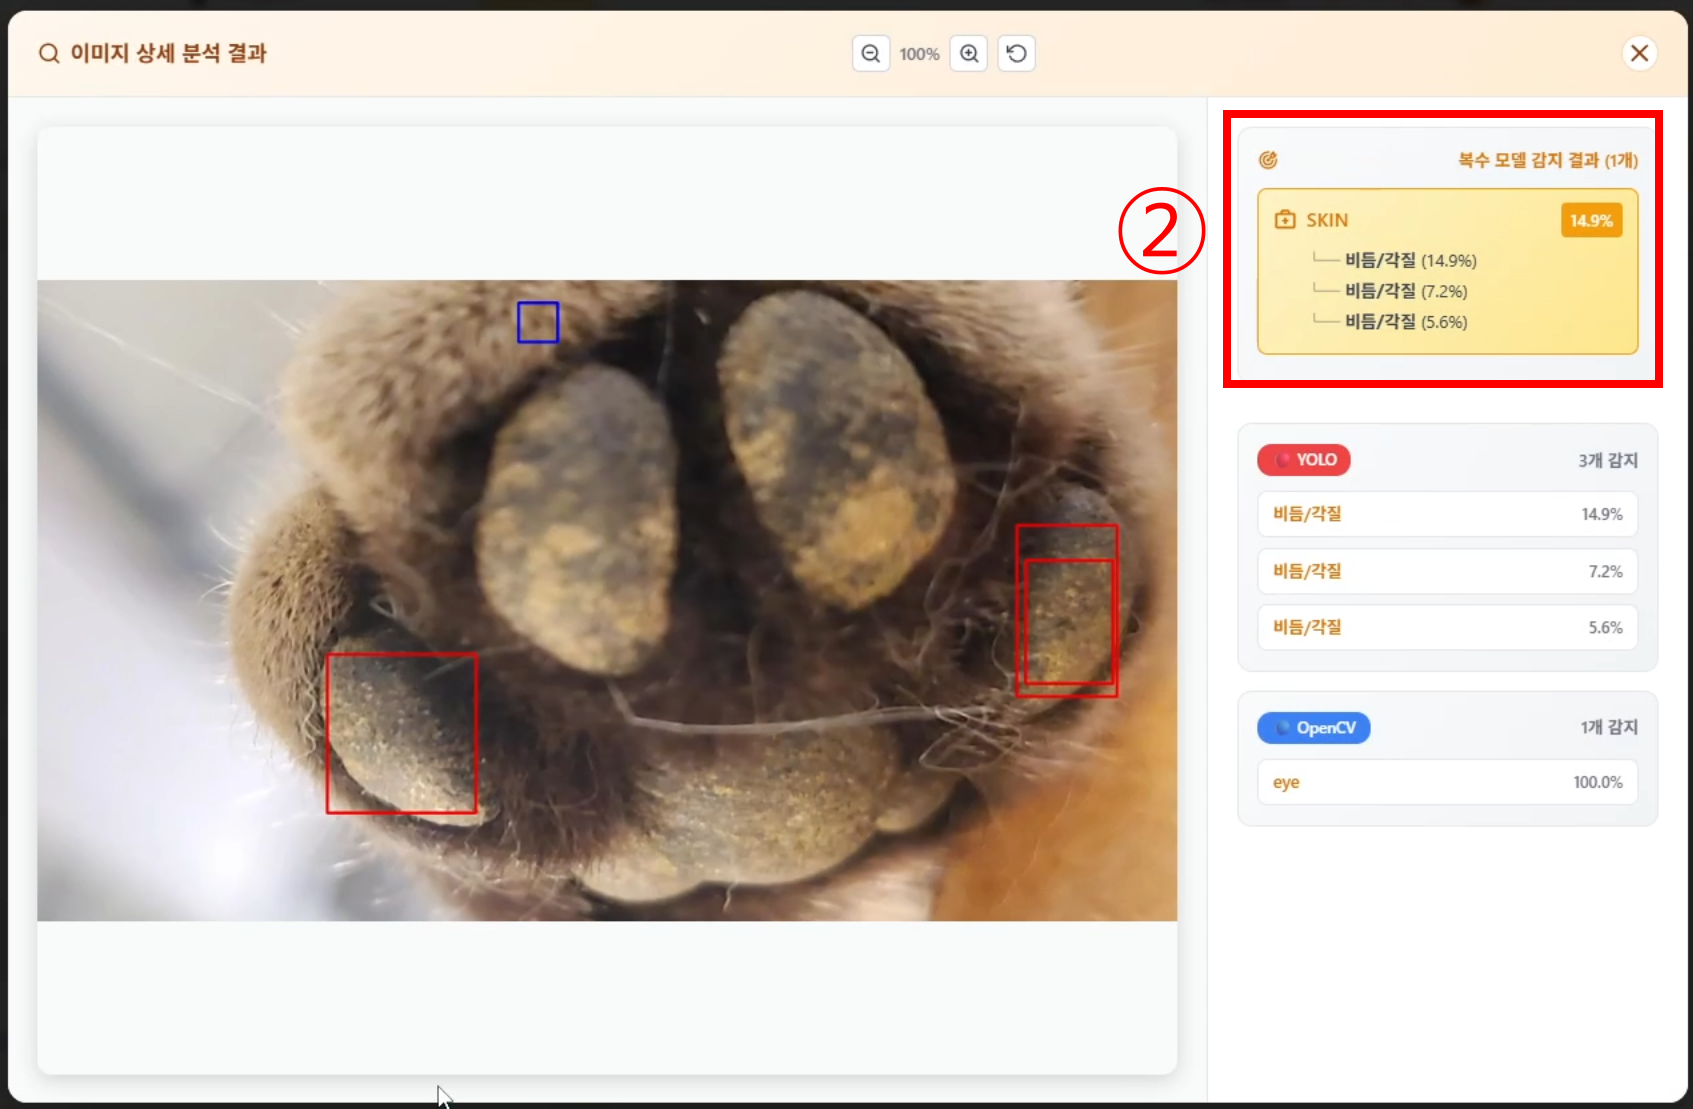 이미지 상세 분석 결과
100%
②
복수 모델 감지 결과 (1개)
SKIN
14.9%
비듬/각질 (14.9%)
비듬/각질 (7.2%)
비듬/각질 (5.6%)
YOLO
3개 감지
비듬/각질
14.9%
비듬/각질
7.2%
비듬/각질
5.6%
OpenCV
1개 감지
eye
100.0%